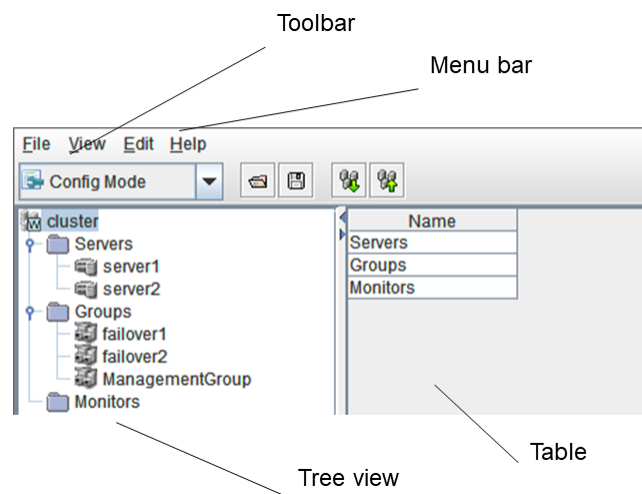 Toolbar
Menu bar
File View Edit Help
Config Mode
cluster
Servers
server1
server2
Groups
failover1
failover2
ManagementGroup
Monitors
Name
Servers
Groups
Monitors
Table
Tree view